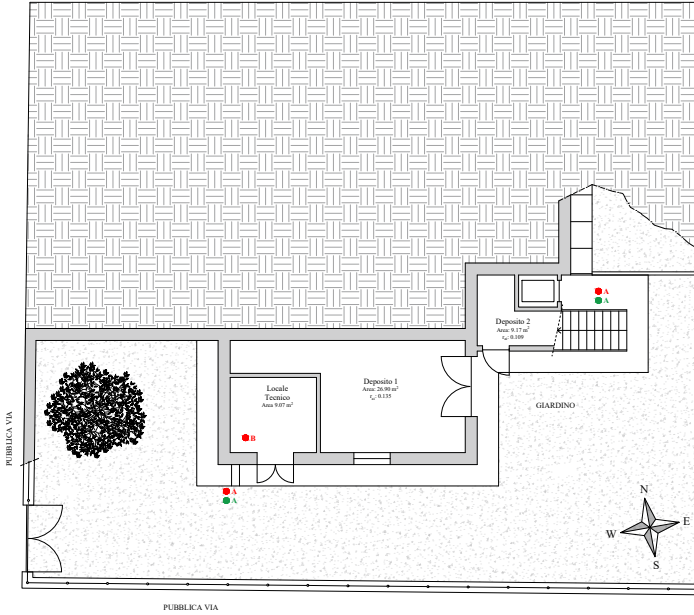 A
A
Deposito 2
Area: 9.17 m²
Deposito 1
Area: 26.90 m²
Locale
Tecnico
Area 9.07 m²
GIARDINO
PUBBLICA VIA
B
A
A
N
W
E
S
PUBBLICA VIA